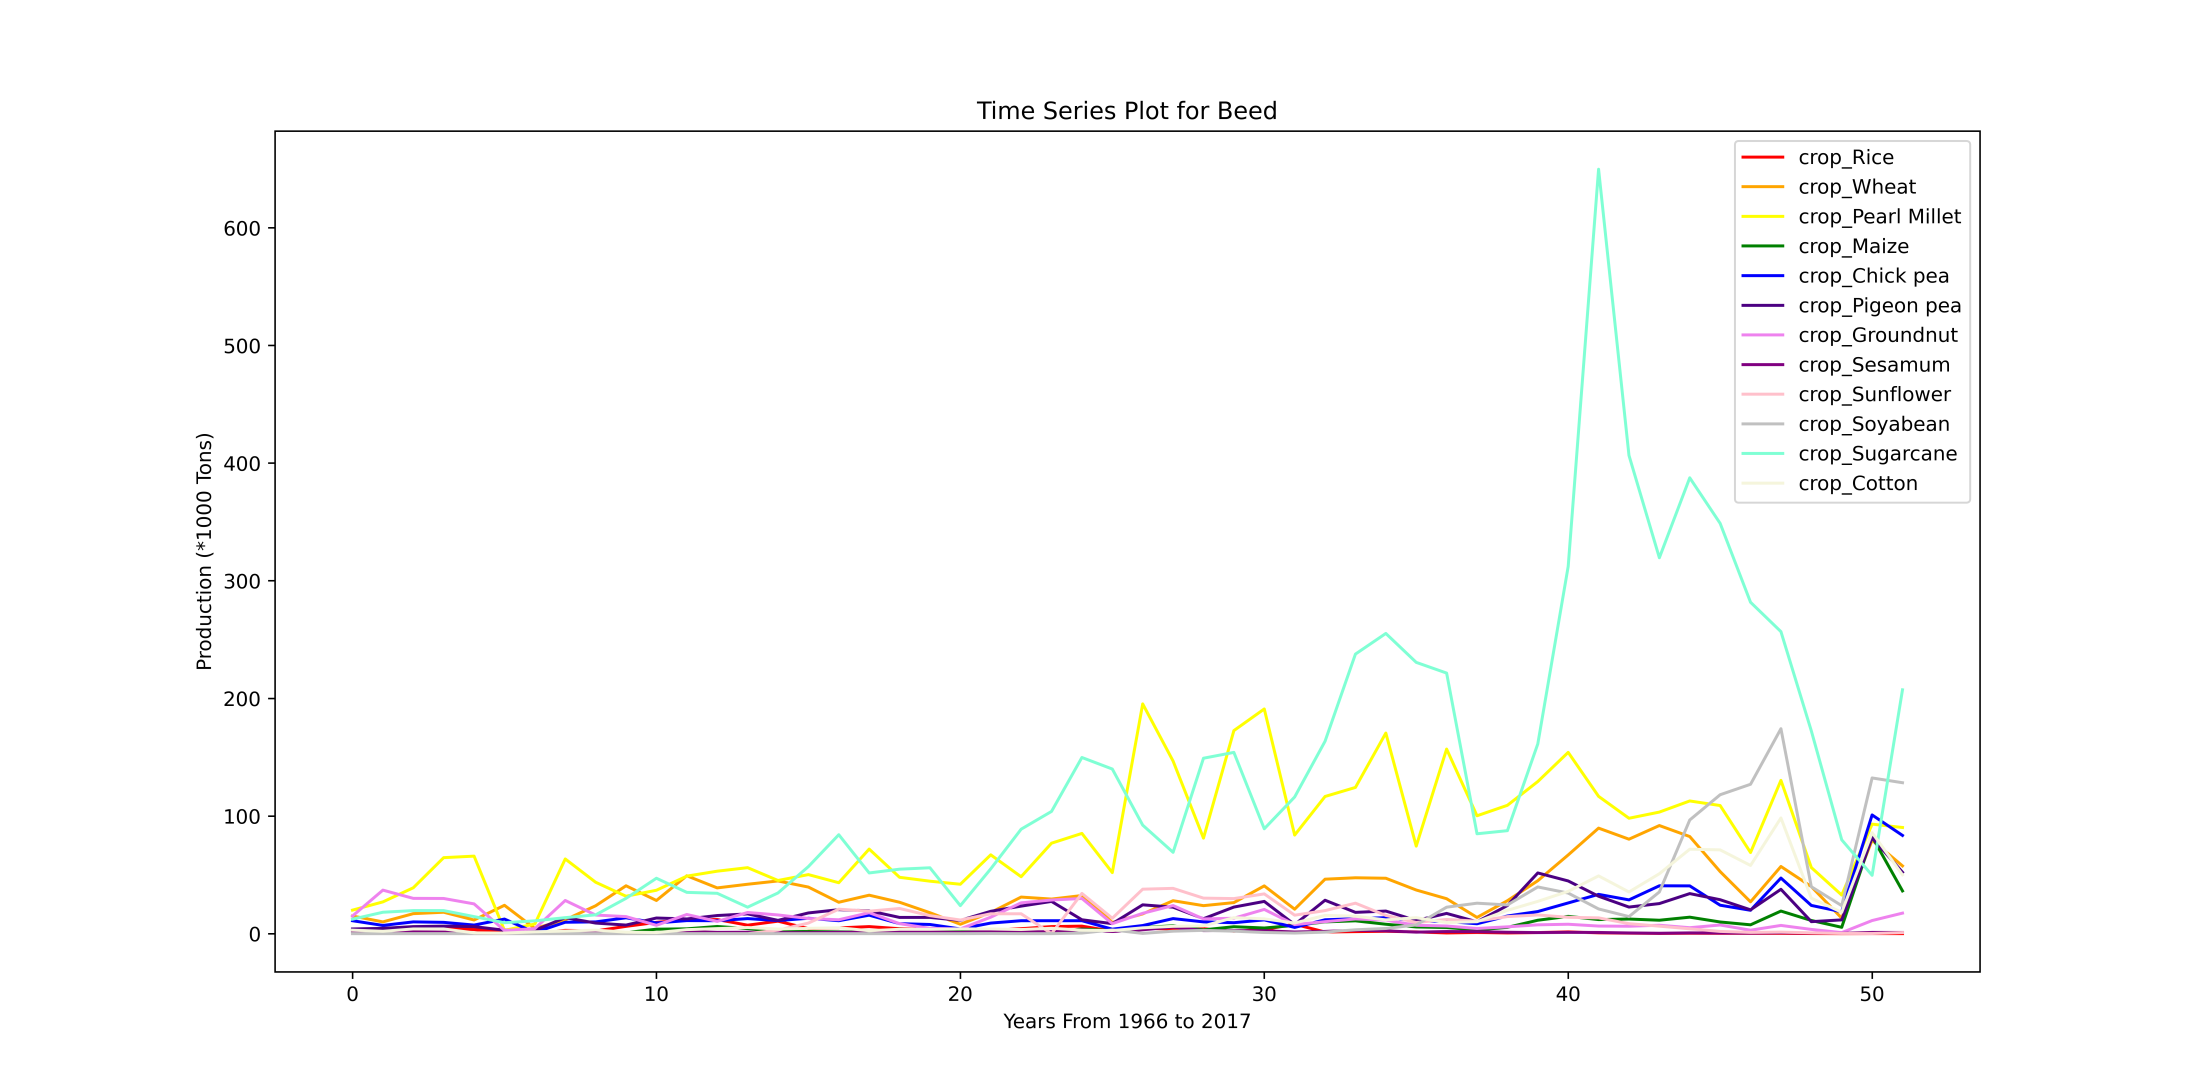 Time Series Plot for Beed
Production (*1000 Tons)
600
500
400
300
200
100
0
crop_Rice
crop_Wheat
crop_Pearl Millet
crop_Maize
crop_Chick pea
crop_Pigeon pea
crop_Groundnut
crop_Sesamum
crop_Sunflower
crop_Soyabean
crop_Sugarcane
crop_Cotton
0 10 20 30 40 50
Years From 1966 to 2017